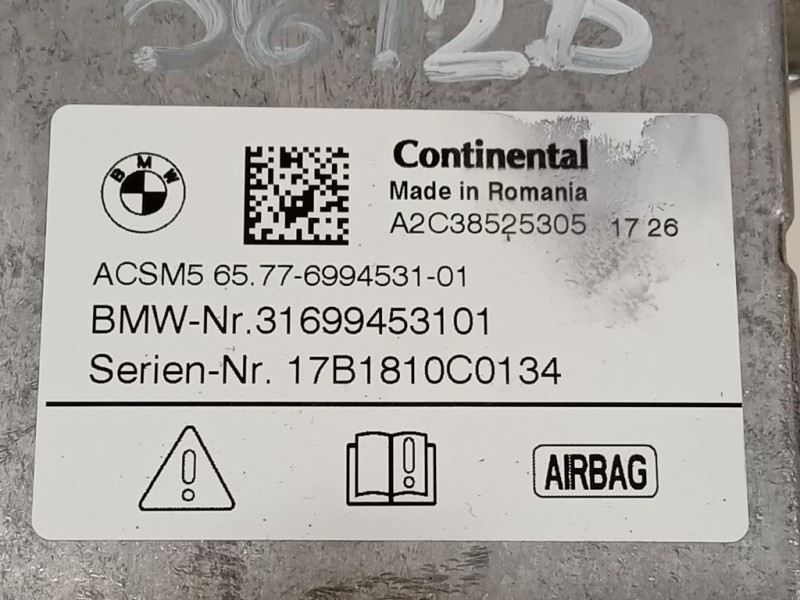 BMW
Continental
Made in Romania
A2C38525305 17 26
ACSM5 65.77-6994531-01
BMW-Nr.31699453101
Serien-Nr. 17B1810C0134
AIRBAG